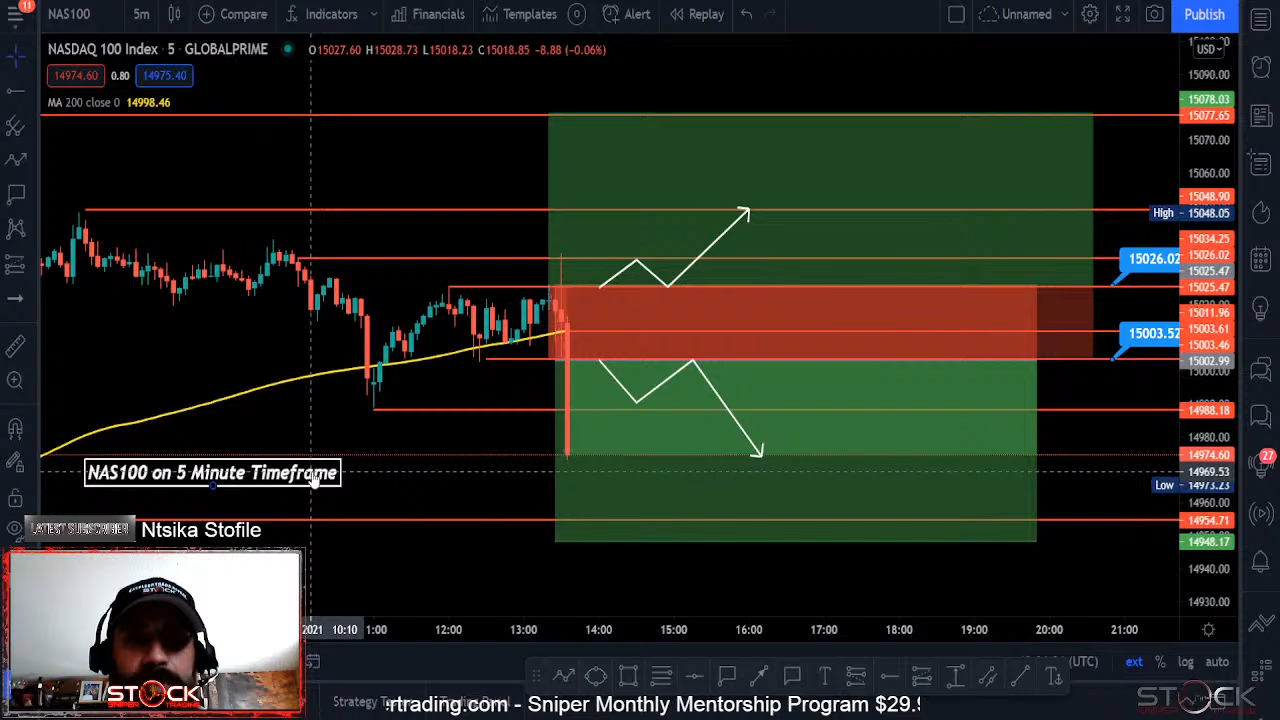 11
NAS100 5m Compare Indicators Financials Templates Alert Replay Unnamed Publish
NASDAQ 100 Index · 5 · GLOBALPRIME O15027.60 H15028.73 L15018.23 C15018.85 -8.88 (-0.06%)
USD
14974.60 0.80 14975.40
15090.00
MA 200 close 0 14998.46
15078.03
15077.65
15070.00
15060.00
15048.90
High 15048.05
15034.25
15026.02 15026.02
15025.47
15025.47
15011.96
15003.61
15003.52
15003.46
15002.99
15000.00
14988.18
14980.00
14974.60
27
NAS100 on 5 Minute Timeframe
14969.53
Low 14973.23
14960.00
14954.71
LATEST SUBSCRIBER Ntsika Stofile
14948.17
14940.00
14930.00
2021 10:10 1:00 12:00 13:00 14:00 15:00 16:00 17:00 18:00 19:00 20:00 21:00
(UTC) ext % log auto
STOCK
SNIPER
TRADING
Strategy
rtrading.com - Sniper Monthly Mentorship Program $29.9
STOCK
SNIPER TRADING